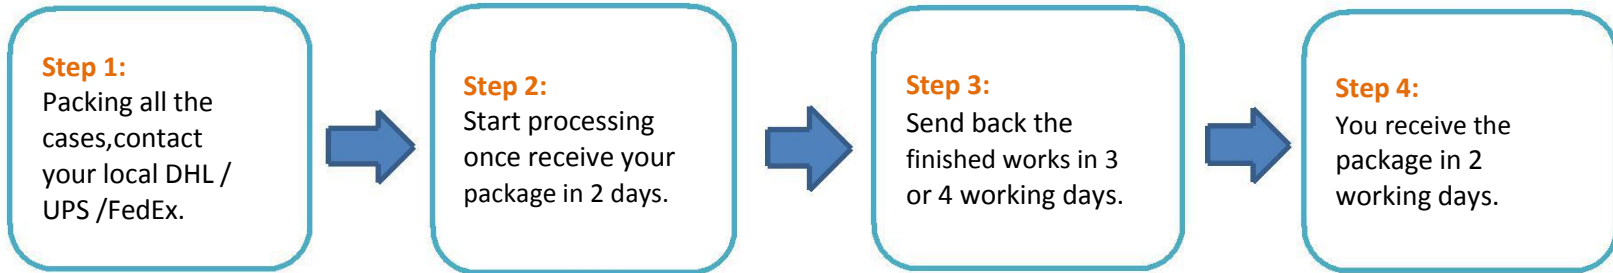 Step 1:
Packing all the
cases,contact
your local DHL /
UPS /FedEx.
Step 2:
Start processing
once receive your
package in 2 days.
Step 3:
Send back the
finished works in 3
or 4 working days.
Step 4:
You receive the
package in 2
working days.